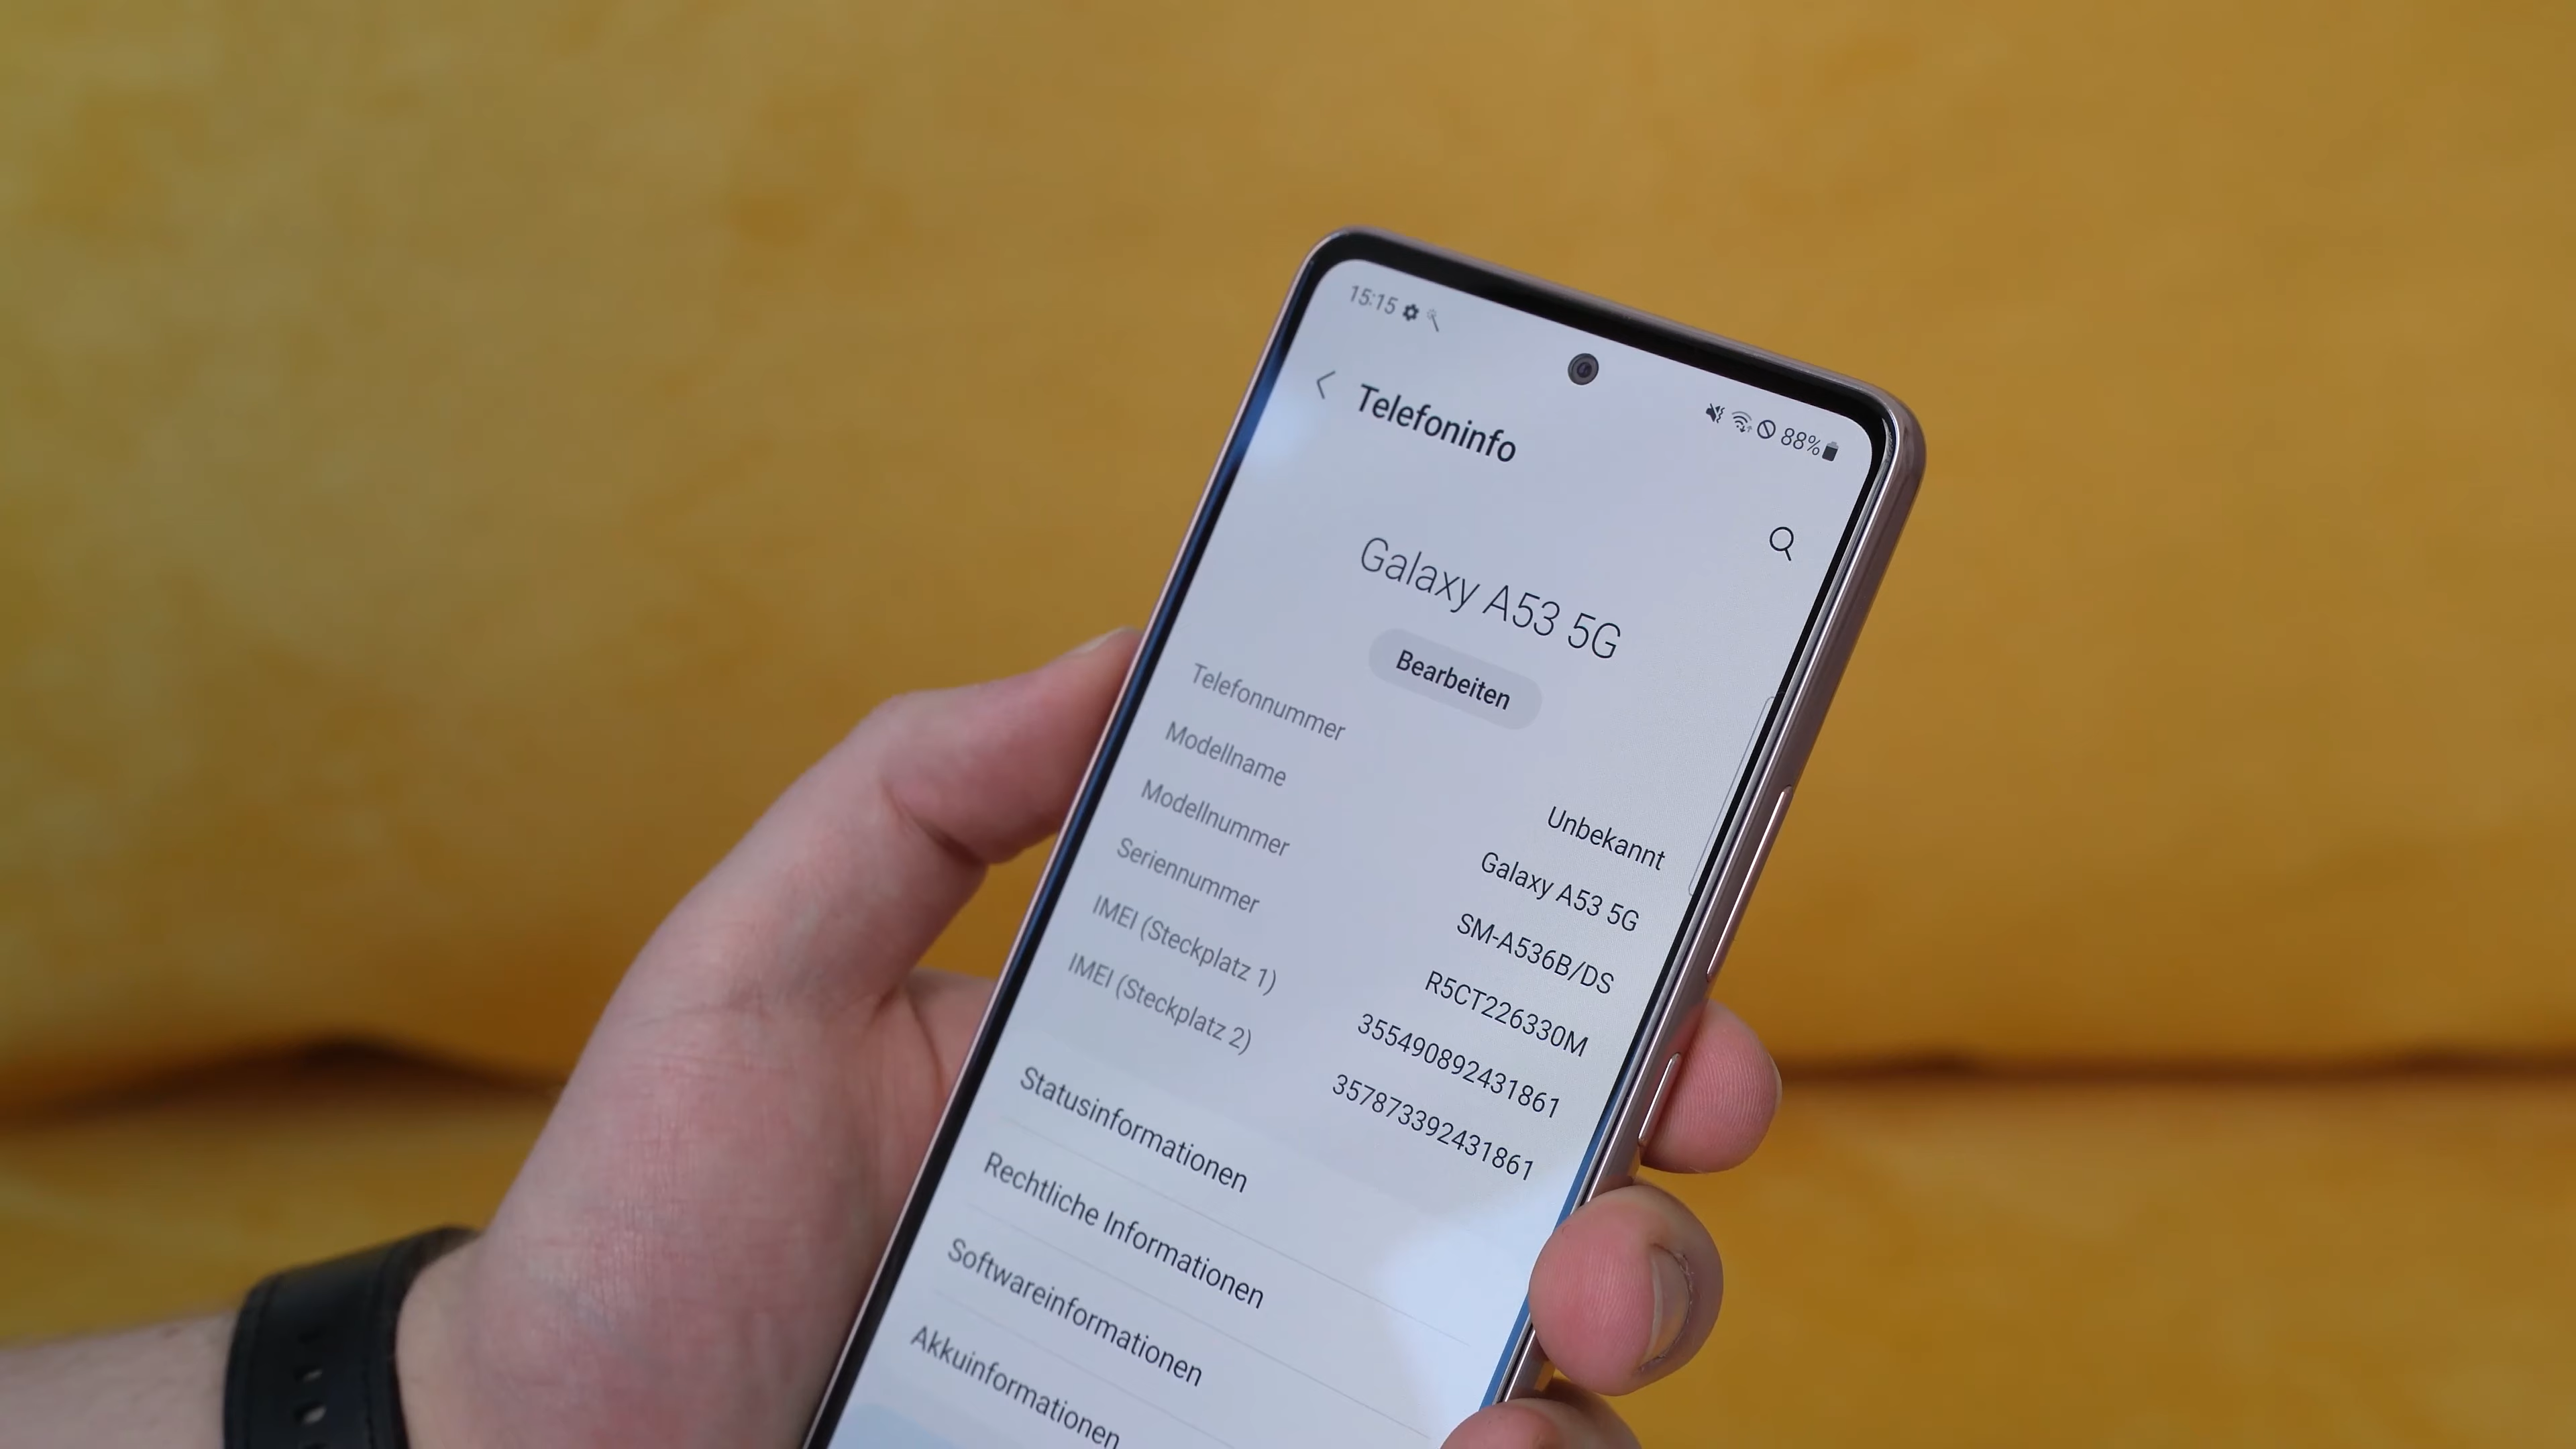 15:15
88%
Telefoninfo
Galaxy A53 5G
Bearbeiten
Telefonnummer Unbekannt
Modellname Galaxy A53 5G
Modellnummer SM-A536B/DS
Seriennummer R5CT226330M
IMEI (Steckplatz 1) 355490892431861
IMEI (Steckplatz 2) 357873392431861
Statusinformationen
Rechtliche Informationen
Softwareinformationen
Akkuinformationen